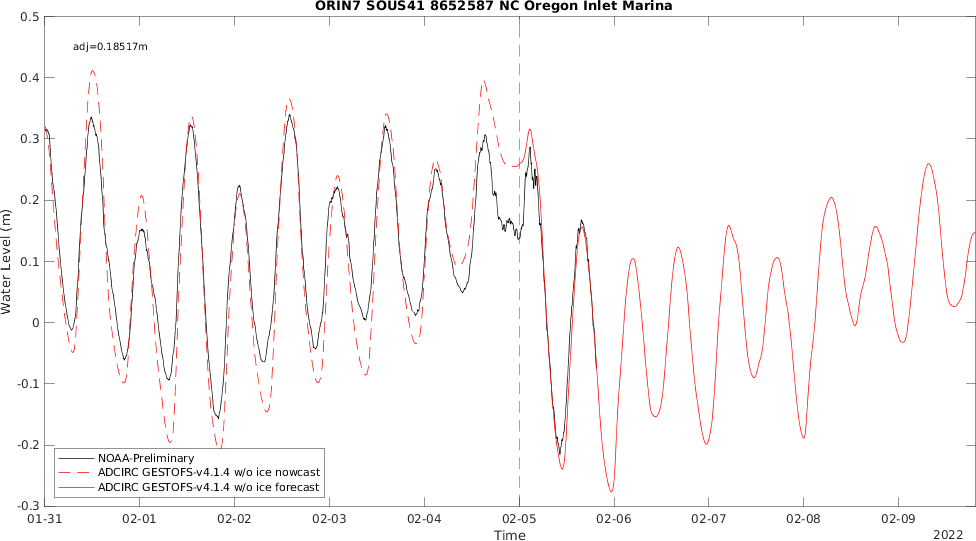 ORIN7 SOUS41 8652587 NC Oregon Inlet Marina
adj=0.18517m
0.5
0.4
0.3
0.2
0.1
0
-0.1
-0.2
-0.3
Water Level (m)
NOAA-Preliminary
ADCIRC GESTOFS-v4.1.4 w/o ice nowcast
ADCIRC GESTOFS-v4.1.4 w/o ice forecast
01-31 02-01 02-02 02-03 02-04 02-05 02-06 02-07 02-08 02-09
Time
2022